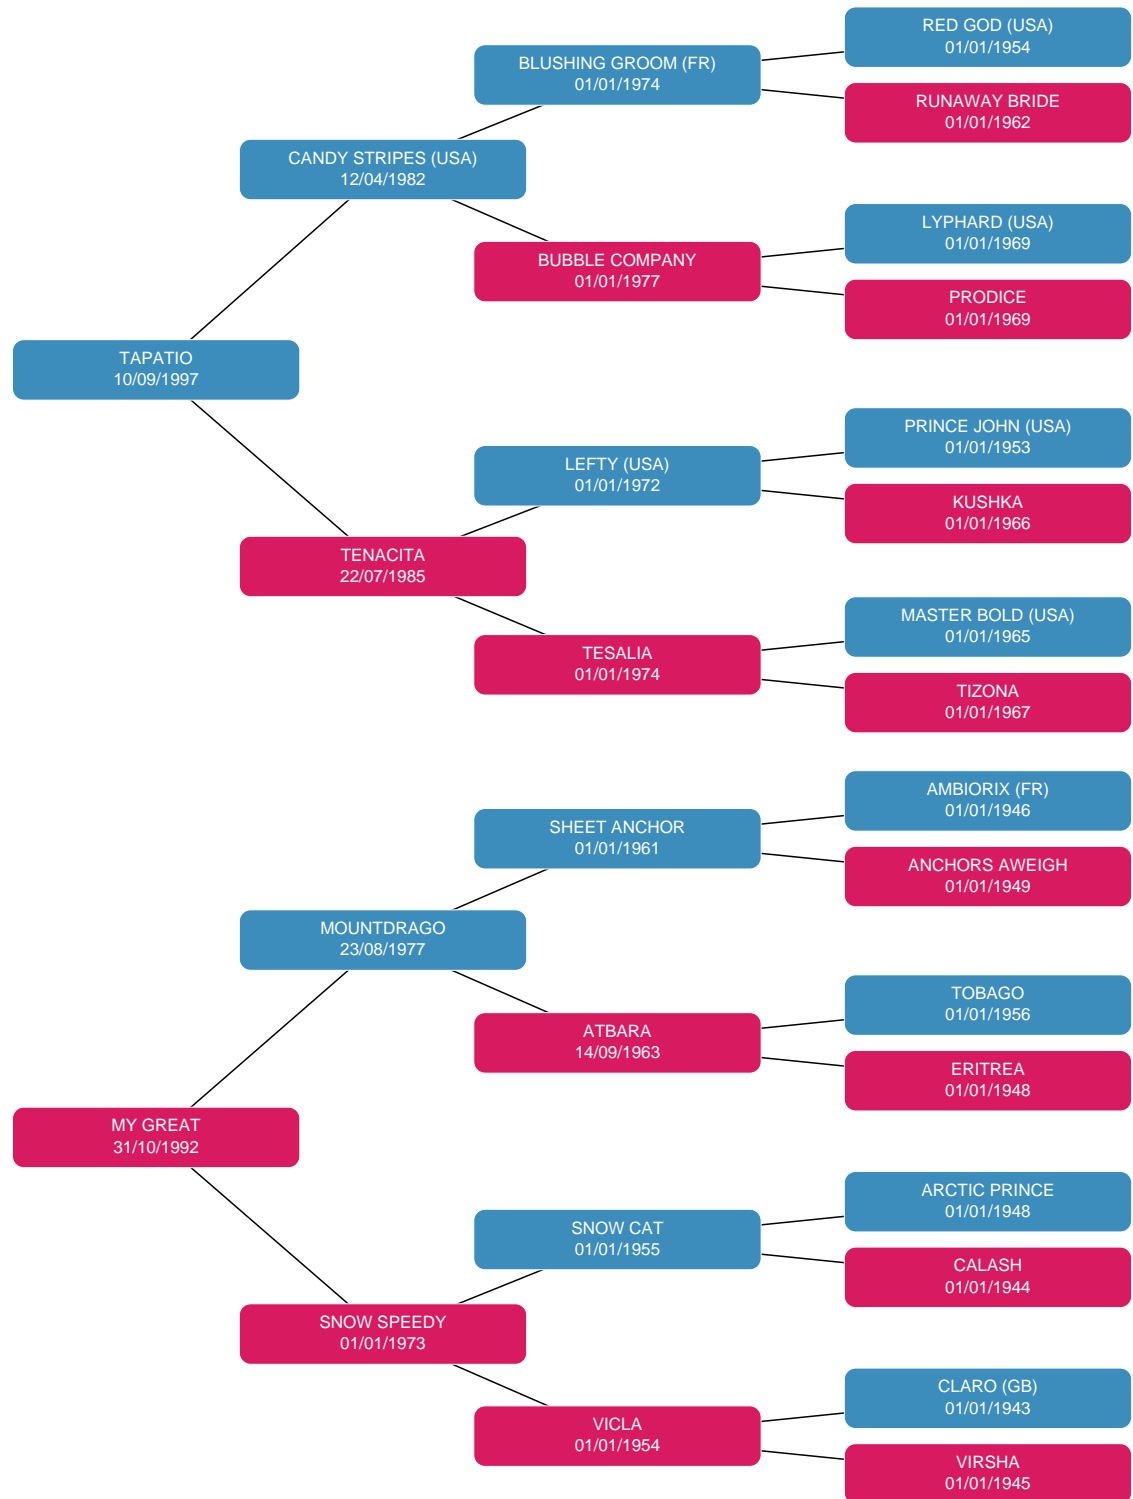 RED GOD (USA)
01/01/1954
BLUSHING GROOM (FR)
01/01/1974
RUNAWAY BRIDE
01/01/1962
CANDY STRIPES (USA)
12/04/1982
LYPHARD (USA)
01/01/1969
BUBBLE COMPANY
01/01/1977
PRODICE
01/01/1969
TAPATIO
10/09/1997
PRINCE JOHN (USA)
01/01/1953
LEFTY (USA)
01/01/1972
KUSHKA
01/01/1966
TENACITA
22/07/1985
MASTER BOLD (USA)
01/01/1965
TESALIA
01/01/1974
TIZONA
01/01/1967
AMBIORIX (FR)
01/01/1946
SHEET ANCHOR
01/01/1961
ANCHORS AWEIGH
01/01/1949
MOUNTDRAGO
23/08/1977
TOBAGO
01/01/1956
ATBARA
14/09/1963
ERITREA
01/01/1948
MY GREAT
31/10/1992
ARCTIC PRINCE
01/01/1948
SNOW CAT
01/01/1955
CALASH
01/01/1944
SNOW SPEEDY
01/01/1973
CLARO (GB)
01/01/1943
VICLA
01/01/1954
VIRSHA
01/01/1945